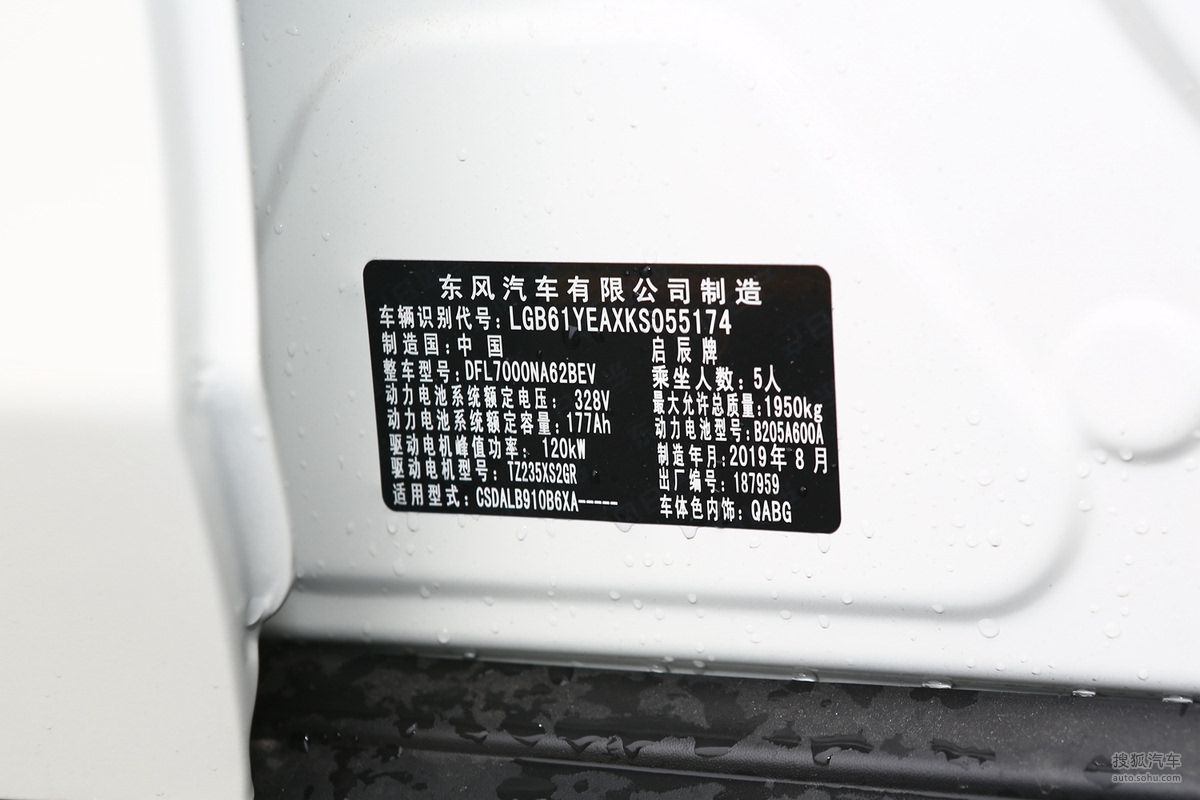 东风汽车有限公司制造
车辆识别代号：LGB61YEAXKS055174
制造国：中 国 启辰牌
整车型号：DFL7000NA62BEV 乘坐人数：5人
动力电池系统额定电压： 328V 最大允许总质量：1950kg
动力电池系统额定容量：177Ah 动力电池型号：B205A600A
驱动电机峰值功率： 120kW 制造年月：2019年8月
驱动电机型号：TZ235XS2GR 出厂编号：187959
适用型式：CSDALB910B6XA----- 车体色内饰：QABG
搜狐汽车
auto.sohu.com